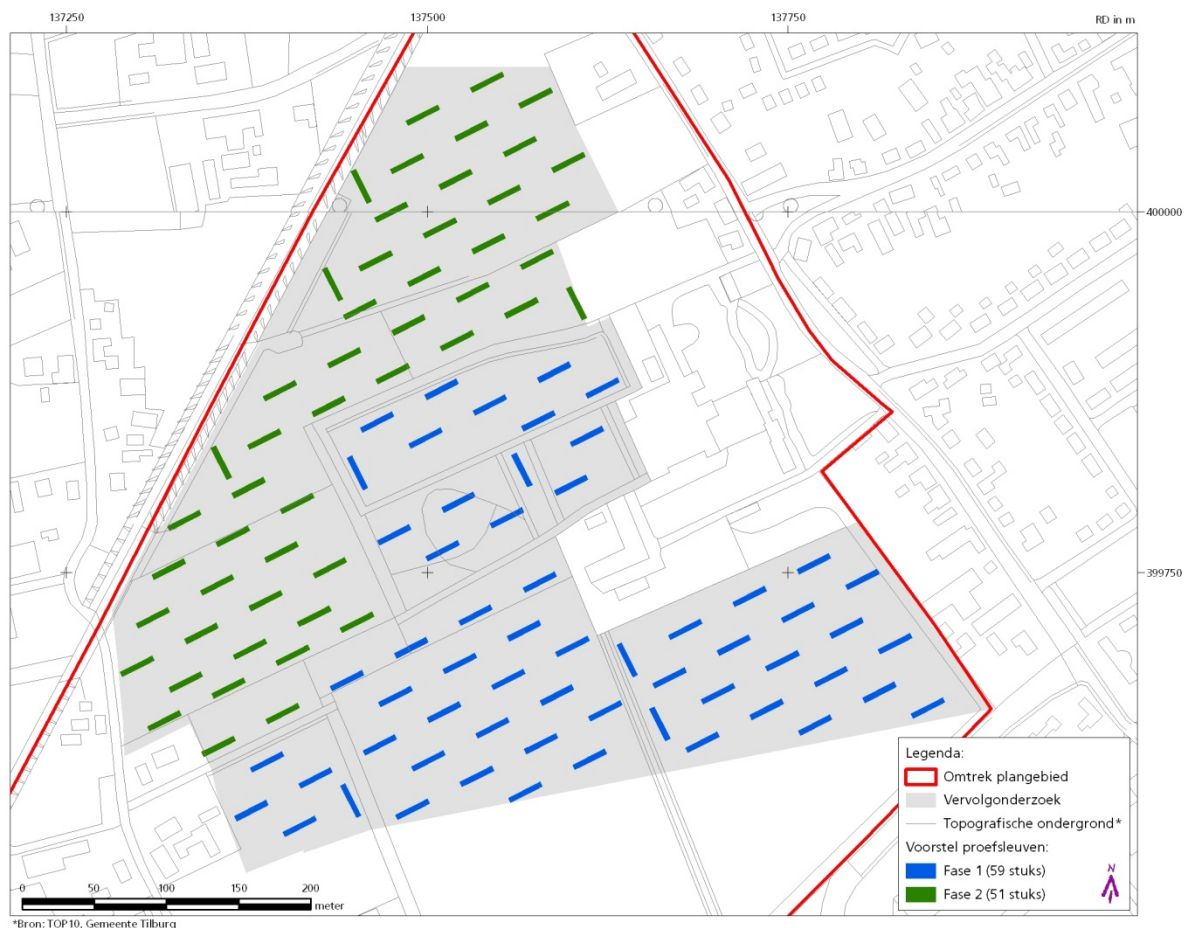 137250 137500 137750 RD in m
400000
399750
Legenda:
Omtrek plangebied
Vervolgonderzoek
Topografische ondergrond*
Voorstel proefsleuven:
Fase 1 (59 stuks)
Fase 2 (51 stuks)
N
0 50 100 150 200
meter
*Bron: TOP10, Gemeente Tilburg